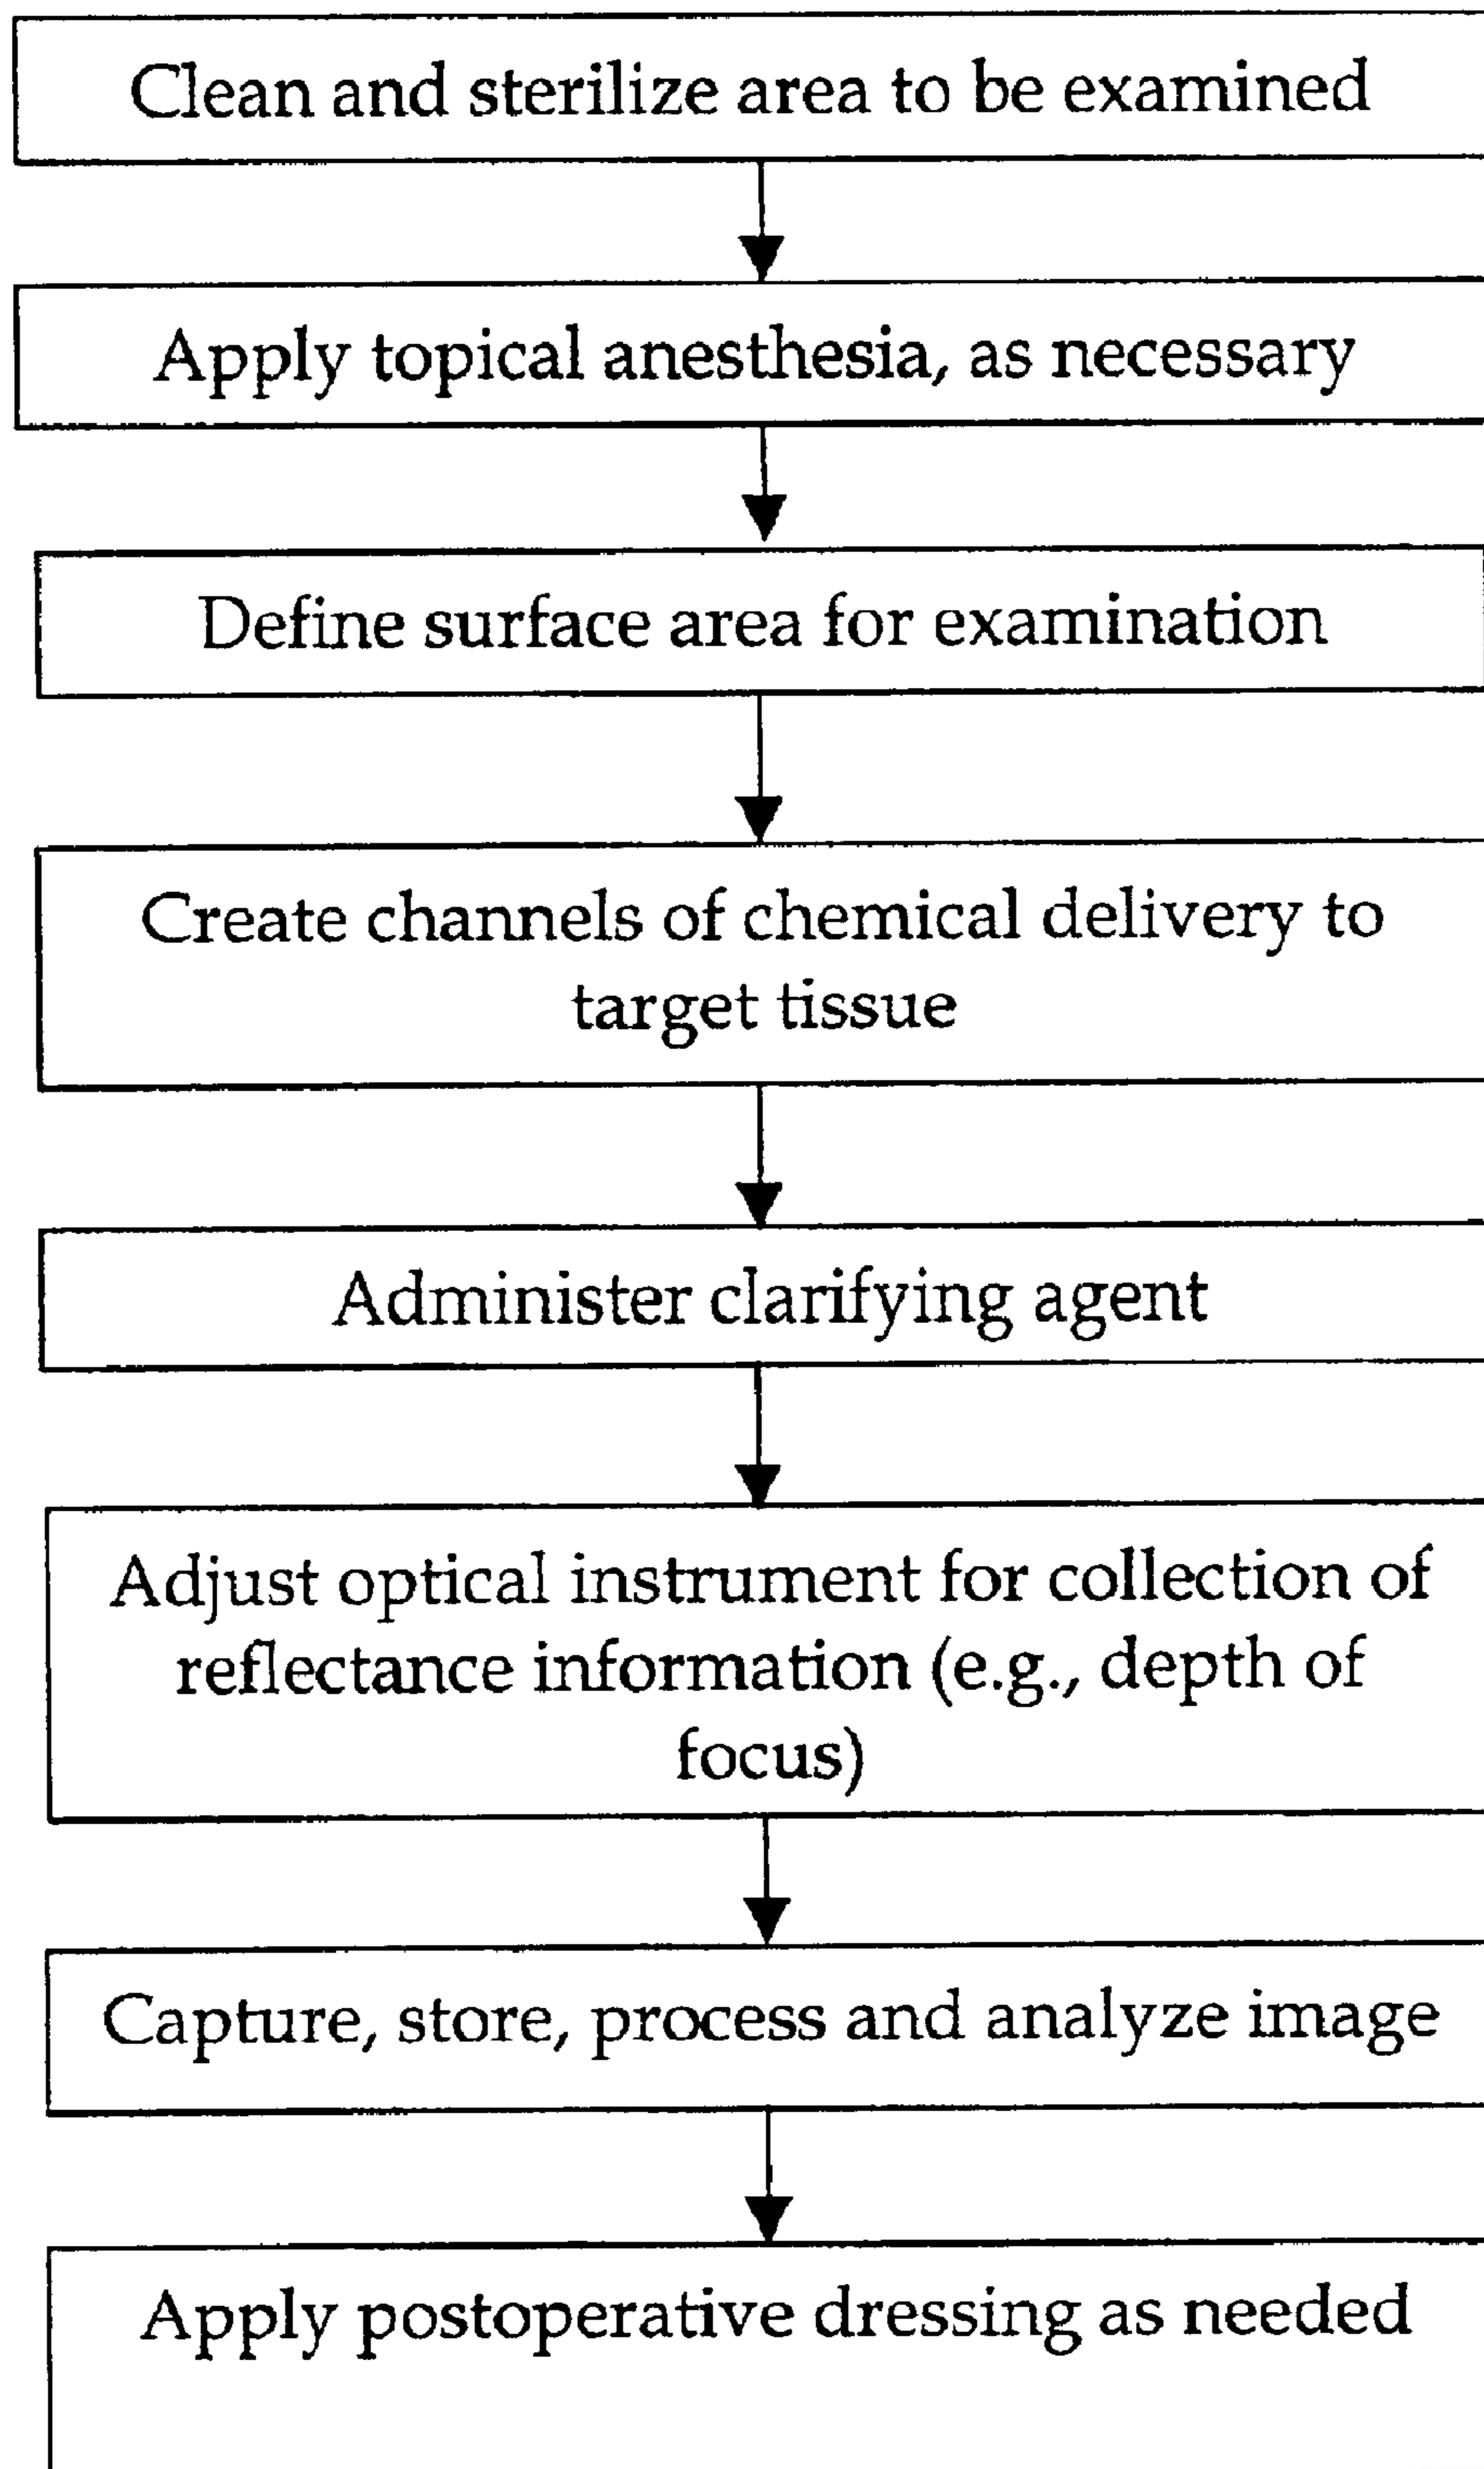 Clean and sterilize area to be examined
Apply topical anesthesia, as necessary
Define surface area for examination
Create channels of chemical delivery to
target tissue
Administer clarifying agent
Adjust optical instrument for collection of
reflectance information (e.g., depth of
focus)
Capture, store, process and analyze image
Apply postoperative dressing as needed